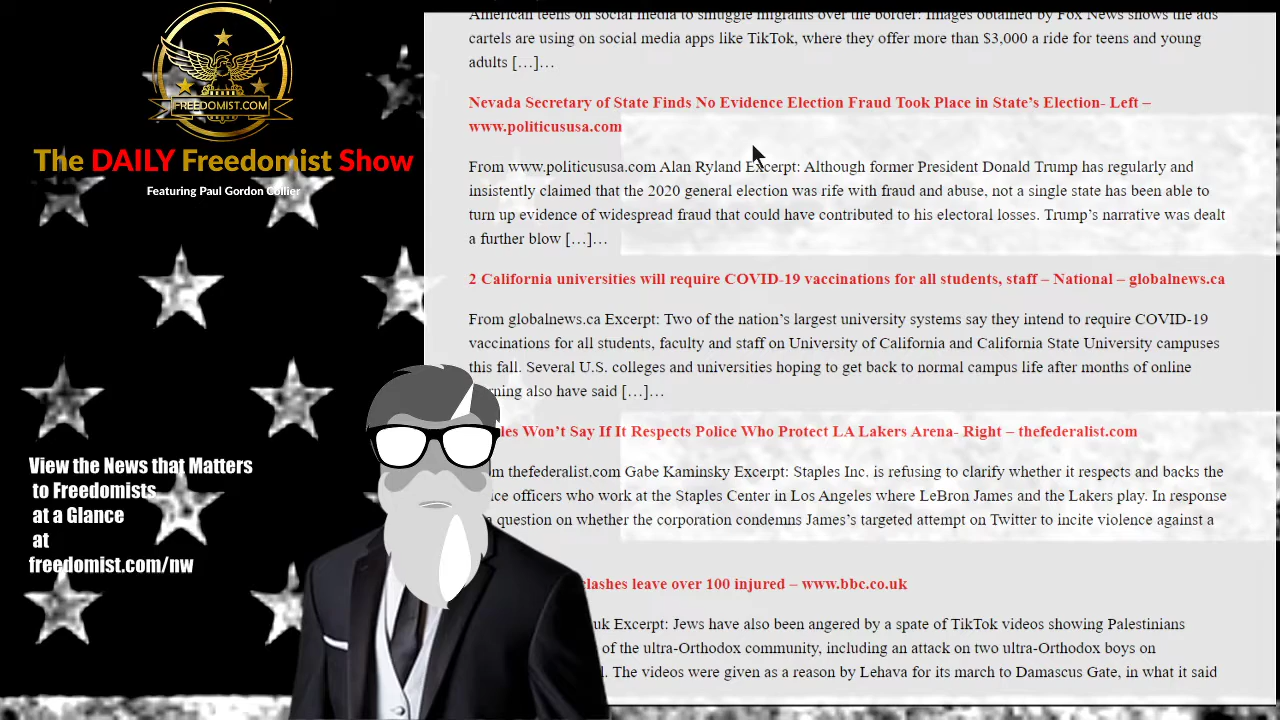 FREEDOMIST.COM
The DAILY Freedomist Show
Featuring Paul Gordon Collier
View the News that Matters
to Freedomists
at a Glance
at
freedomist.com/nw
American teens on social media to smuggle migrants over the border: Images obtained by Fox News shows the ads
cartels are using on social media apps like TikTok, where they offer more than $3,000 a ride for teens and young
adults […]…
Nevada Secretary of State Finds No Evidence Election Fraud Took Place in State’s Election- Left –
www.politicususa.com
From www.politicususa.com Alan Ryland Excerpt: Although former President Donald Trump has regularly and
insistently claimed that the 2020 general election was rife with fraud and abuse, not a single state has been able to
turn up evidence of widespread fraud that could have contributed to his electoral losses. Trump’s narrative was dealt
a further blow […]…
2 California universities will require COVID-19 vaccinations for all students, staff – National – globalnews.ca
From globalnews.ca Excerpt: Two of the nation’s largest university systems say they intend to require COVID-19
vaccinations for all students, faculty and staff on University of California and California State University campuses
this fall. Several U.S. colleges and universities hoping to get back to normal campus life after months of online
also have said […]…
Won’t Say If It Respects Police Who Protect LA Lakers Arena- Right – thefederalist.com
thefederalist.com Gabe Kaminsky Excerpt: Staples Inc. is refusing to clarify whether it respects and backs the
officers who work at the Staples Center in Los Angeles where LeBron James and the Lakers play. In response
question on whether the corporation condemns James’s targeted attempt on Twitter to incite violence against a
clashes leave over 100 injured – www.bbc.co.uk
uk Excerpt: Jews have also been angered by a spate of TikTok videos showing Palestinians
of the ultra-Orthodox community, including an attack on two ultra-Orthodox boys on
The videos were given as a reason by Lehava for its march to Damascus Gate, in what it said